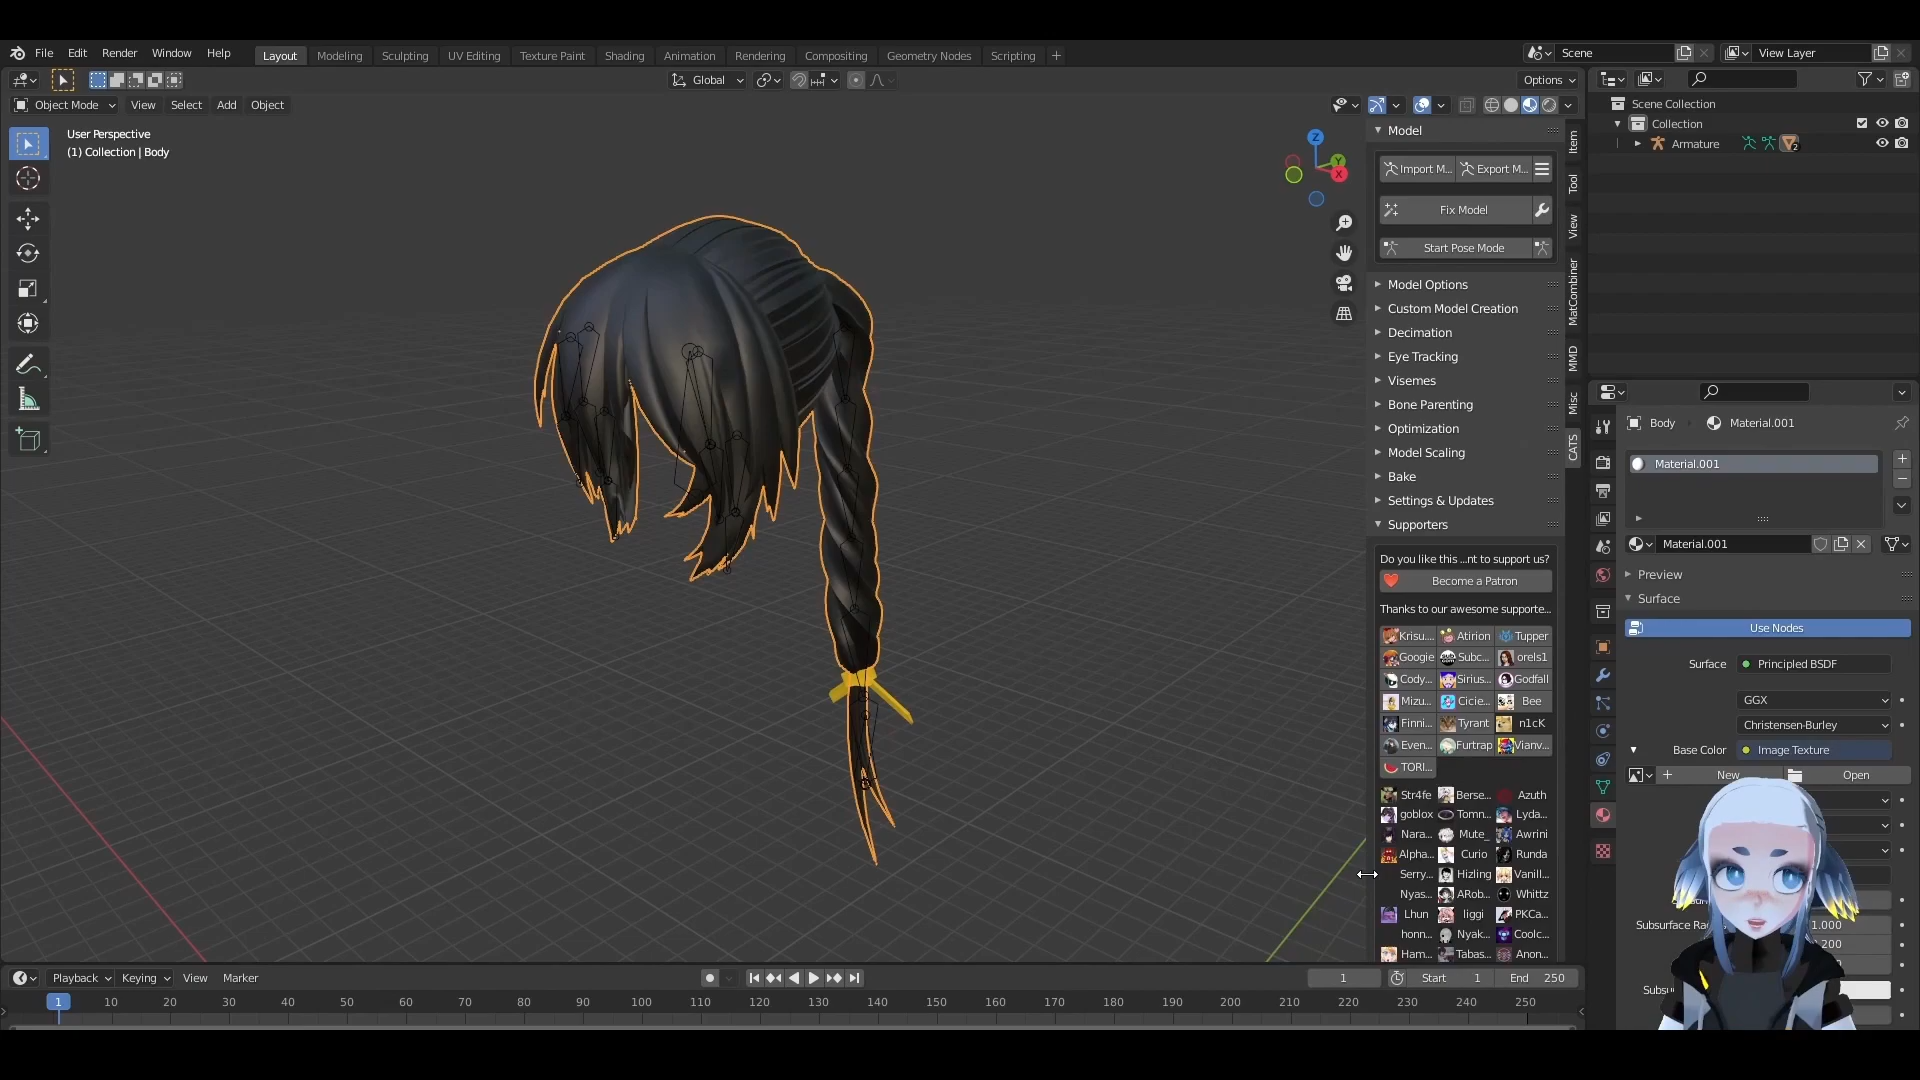 File Edit Render Window Help Layout Modeling Sculpting UV Editing Texture Paint Shading Animation Rendering Compositing Geometry Nodes Scripting + Scene View Layer
Global Options
Object Mode View Select Add Object
User Perspective
(1) Collection | Body
Z
Y
X
Model
Import M... Export M...
Fix Model
Start Pose Mode
Model Options
Custom Model Creation
Decimation
Eye Tracking
Visemes
Bone Parenting
Optimization
Model Scaling
Bake
Settings & Updates
Supporters
Do you like this ...nt to support us?
Become a Patron
Thanks to our awesome supporte...
Krisu... Atirion Tupper
Googie Subc... orels1
Cody... Sirius... Godfall
Mizu... Cicie... Bee
Finni... Tyrant n1cK
Even... Furtrap Vianv...
TORI...
Str4fe Berse... Azuth
goblox Tomn... Lyda...
Nara... Mute_ Awrini
Alpha... Curio Runda
Serry... Hizling Vanill...
Nyas... ARob... Whittz
Lhun liggi PKCa...
honn... Nyak... Coolc...
Ham... Tabas... Anon...
Item
Tool
View
MatCombiner
MMD
Misc
CATS
Scene Collection
Collection
Armature 2
Body Material.001
Material.001
Material.001
Preview
Surface
Use Nodes
Surface Principled BSDF
GGX
Christensen-Burley
Base Color Image Texture
New Open
Subsurface Ra 1.000
.200
Subsu
Playback Keying View Marker 1 Start 1 End 250
1 10 20 30 40 50 60 70 80 90 100 110 120 130 140 150 160 170 180 190 200 210 220 230 240 250